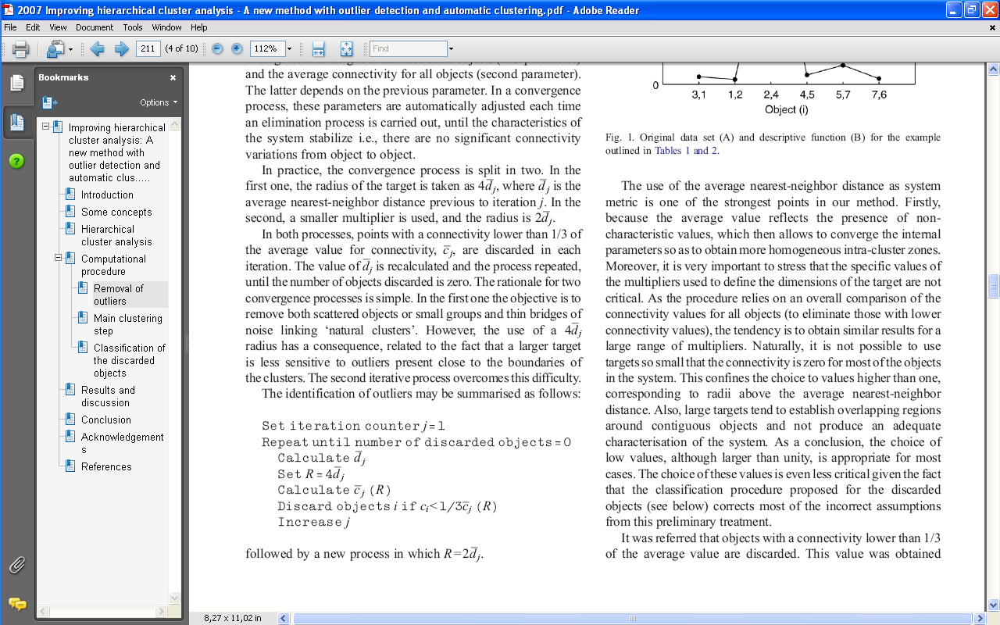 2007 Improving hierarchical cluster analysis - A new method with outlier detection and automatic clustering.pdf - Adobe Reader
File Edit View Document Tools Window Help
211 (4 of 10) 112% Find
Bookmarks
Options
Improving hierarchical
cluster analysis: A
new method with
outlier detection and
automatic clus.....
Introduction
Some concepts
Hierarchical
cluster analysis
Computational
procedure
Removal of
outliers
Main clustering
step
Classification of
the discarded
objects
Results and
discussion
Conclusion
Acknowledgement
s
References
and the average connectivity for all objects (second parameter).
The latter depends on the previous parameter. In a convergence
process, these parameters are automatically adjusted each time
an elimination process is carried out, until the characteristics of
the system stabilize i.e., there are no significant connectivity
variations from object to object.
In practice, the convergence process is split in two. In the
first one, the radius of the target is taken as 4d̅j, where d̅j is the
average nearest-neighbor distance previous to iteration j. In the
second, a smaller multiplier is used, and the radius is 2d̅j.
In both processes, points with a connectivity lower than 1/3 of
the average value for connectivity, c̅j, are discarded in each
iteration. The value of d̅j is recalculated and the process repeated,
until the number of objects discarded is zero. The rationale for two
convergence processes is simple. In the first one the objective is to
remove both scattered objects or small groups and thin bridges of
noise linking ‘natural clusters’. However, the use of a 4d̅j
radius has a consequence, related to the fact that a larger target
is less sensitive to outliers present close to the boundaries of
the clusters. The second iterative process overcomes this difficulty.
The identification of outliers may be summarised as follows:
Set iteration counter j=1
Repeat until number of discarded objects=0
Calculate d̅j
Set R=4d̅j
Calculate c̅j (R)
Discard objects i if ci<1/3c̅j (R)
Increase j
followed by a new process in which R=2d̅j.
0
3,1 1,2 2,4 4,5 5,7 7,6
Object (i)
Fig. 1. Original data set (A) and descriptive function (B) for the example
outlined in Tables 1 and 2.
The use of the average nearest-neighbor distance as system
metric is one of the strongest points in our method. Firstly,
because the average value reflects the presence of non-
characteristic values, which then allows to converge the internal
parameters so as to obtain more homogeneous intra-cluster zones.
Moreover, it is very important to stress that the specific values of
the multipliers used to define the dimensions of the target are not
critical. As the procedure relies on an overall comparison of the
connectivity values for all objects (to eliminate those with lower
connectivity values), the tendency is to obtain similar results for a
large range of multipliers. Naturally, it is not possible to use
targets so small that the connectivity is zero for most of the objects
in the system. This confines the choice to values higher than one,
corresponding to radii above the average nearest-neighbor
distance. Also, large targets tend to establish overlapping regions
around contiguous objects and not produce an adequate
characterisation of the system. As a conclusion, the choice of
low values, although larger than unity, is appropriate for most
cases. The choice of these values is even less critical given the fact
that the classification procedure proposed for the discarded
objects (see below) corrects most of the incorrect assumptions
from this preliminary treatment.
It was referred that objects with a connectivity lower than 1/3
of the average value are discarded. This value was obtained
8,27 x 11,02 in